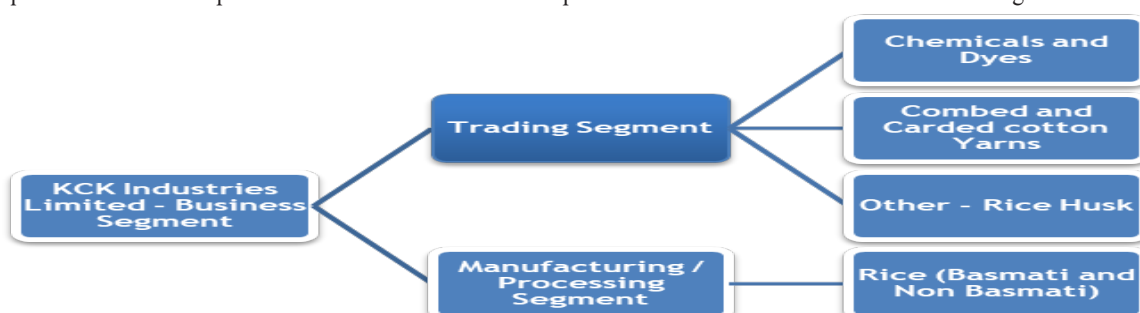 Chemicals and
Dyes
Trading Segment
Combed and
Carded cotton
Yarns
KCK Industries
Limited - Business
Segment
Other - Rice Husk
Manufacturing /
Processing
Segment
Rice (Basmati and
Non Basmati)